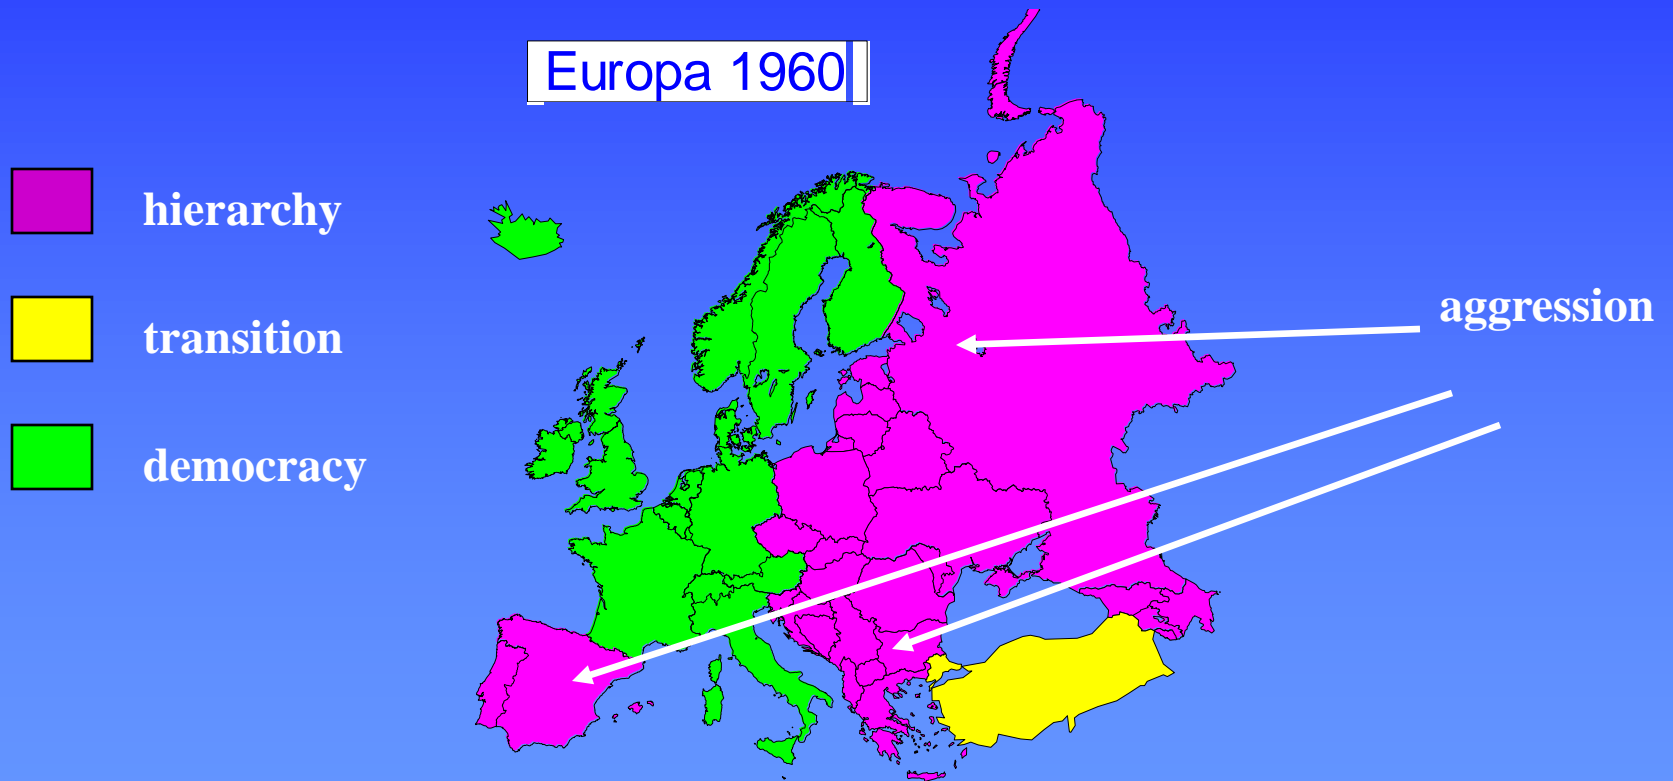 Europa 1960
hierarchy
transition
democracy
aggression